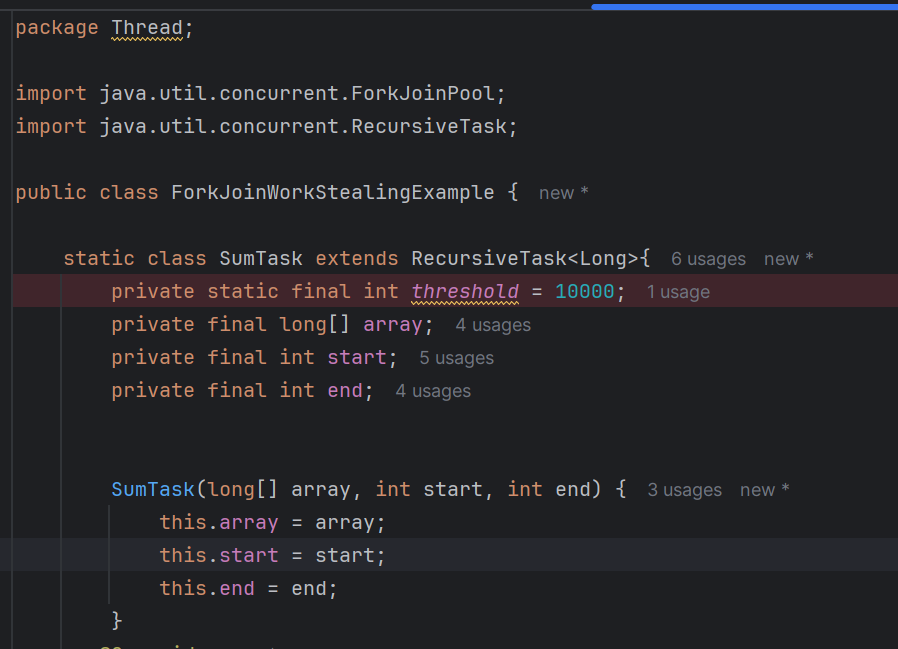 package Thread;
import java.util.concurrent.ForkJoinPool;
import java.util.concurrent.RecursiveTask;
public class ForkJoinWorkStealingExample { new *
static class SumTask extends RecursiveTask<Long>{ 6 usages new *
private static final int threshold = 10000; 1 usage
private final long[] array; 4 usages
private final int start; 5 usages
private final int end; 4 usages
SumTask(long[] array, int start, int end) { 3 usages new *
this.array = array;
this.start = start;
this.end = end;
}